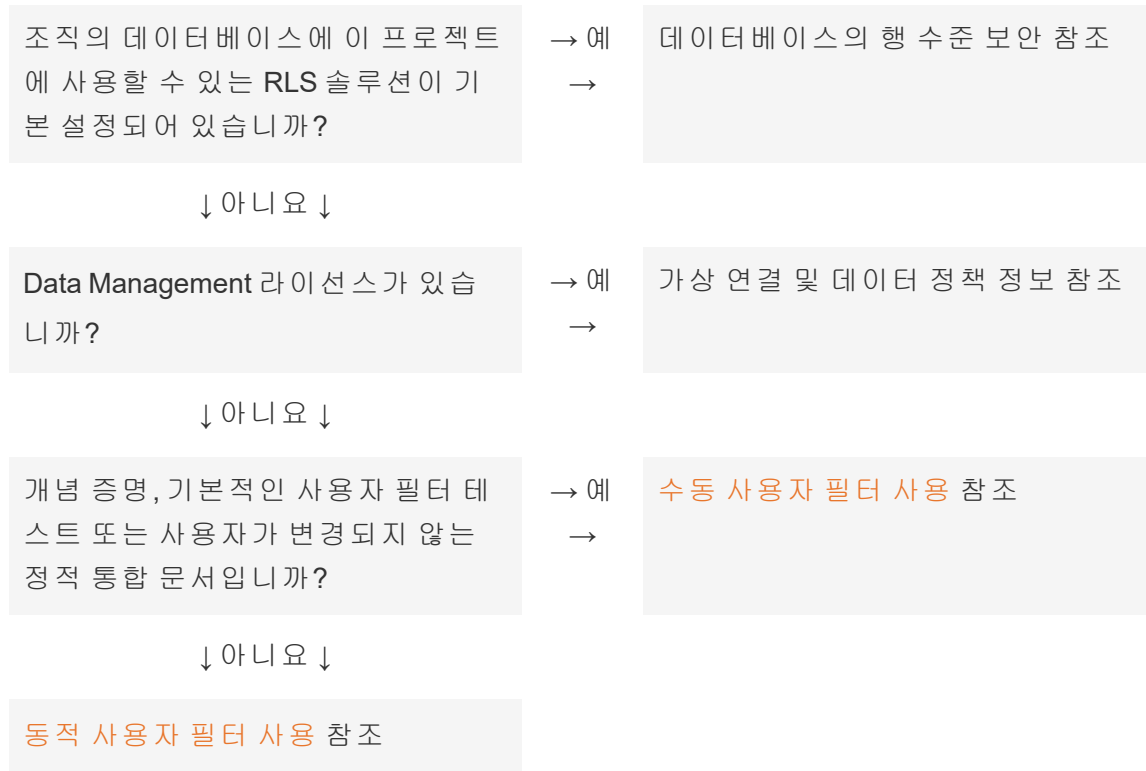 조직의 데이터베이스에 이 프로젝트 → 예 데이터베이스의 행 수준 보안 참조
에 사용할 수 있는 RLS 솔루션이 기 →
본 설정되어 있습니까?
↓ 아니요 ↓
Data Management 라이선스가 있습 → 예 가상 연결 및 데이터 정책 정보 참조
니까? →
↓ 아니요 ↓
개념 증명, 기본적인 사용자 필터 테 → 예 수동 사용자 필터 사용 참조
스트 또는 사용자가 변경되지 않는 →
정적 통합 문서입니까?
↓ 아니요 ↓
동적 사용자 필터 사용 참조